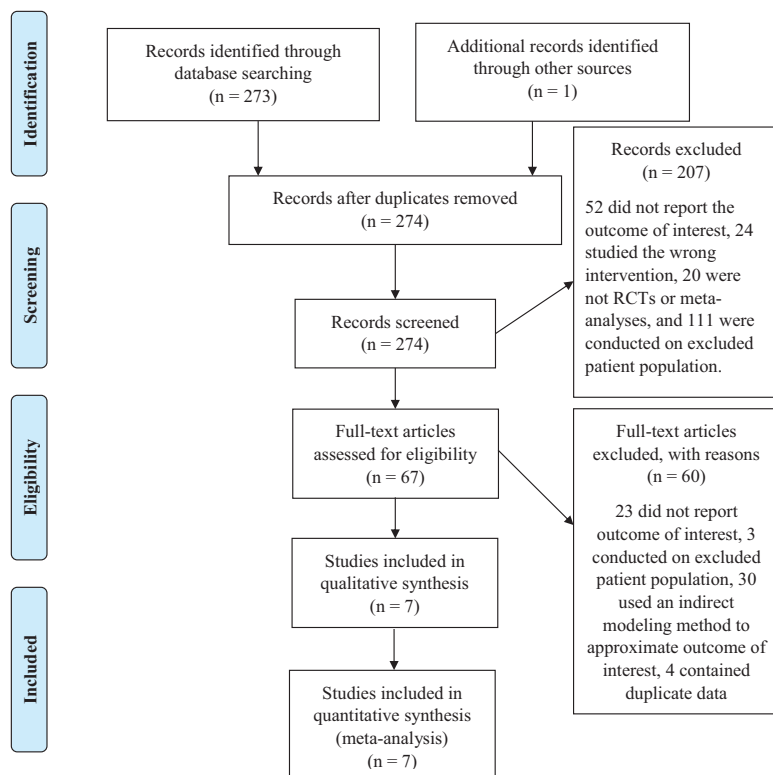 Identification
Records identified through
database searching
(n = 273)
Additional records identified
through other sources
(n = 1)
Records after duplicates removed
(n = 274)
Records excluded
(n = 207)
52 did not report the
outcome of interest, 24
studied the wrong
intervention, 20 were
not RCTs or meta-
analyses, and 111 were
conducted on excluded
patient population.
Screening
Records screened
(n = 274)
Eligibility
Full-text articles
assessed for eligibility
(n = 67)
Full-text articles
excluded, with reasons
(n = 60)
23 did not report
outcome of interest, 3
conducted on excluded
patient population, 30
used an indirect
modeling method to
approximate outcome of
interest, 4 contained
duplicate data
Studies included in
qualitative synthesis
(n = 7)
Included
Studies included in
quantitative synthesis
(meta-analysis)
(n = 7)